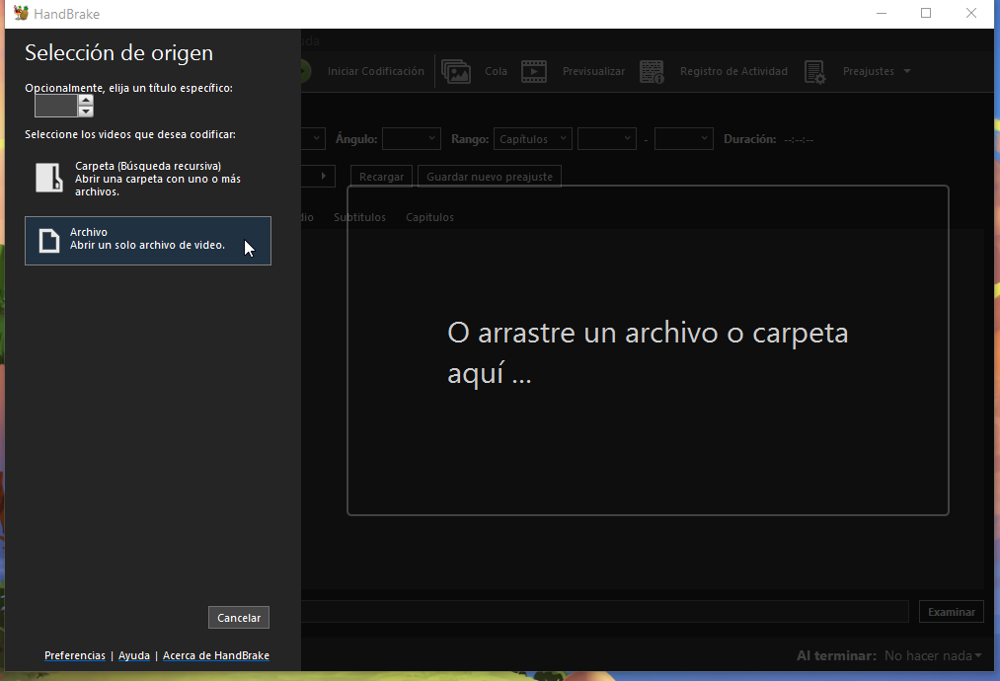 HandBrake
Selección de origen
Opcionalmente, elija un título específico:
Seleccione los videos que desea codificar:
Carpeta (Búsqueda recursiva)
Abrir una carpeta con uno o más
archivos.
Archivo
Abrir un solo archivo de video.
Cancelar
Preferencias | Ayuda | Acerca de HandBrake
Iniciar Codificación Cola Previsualizar Registro de Actividad Preajustes
Ángulo: Rango: Capítulos - Duración: --:--:--
Recargar Guardar nuevo preajuste
Subtitulos Capitulos
O arrastre un archivo o carpeta
aquí ...
Examinar
Al terminar: No hacer nada